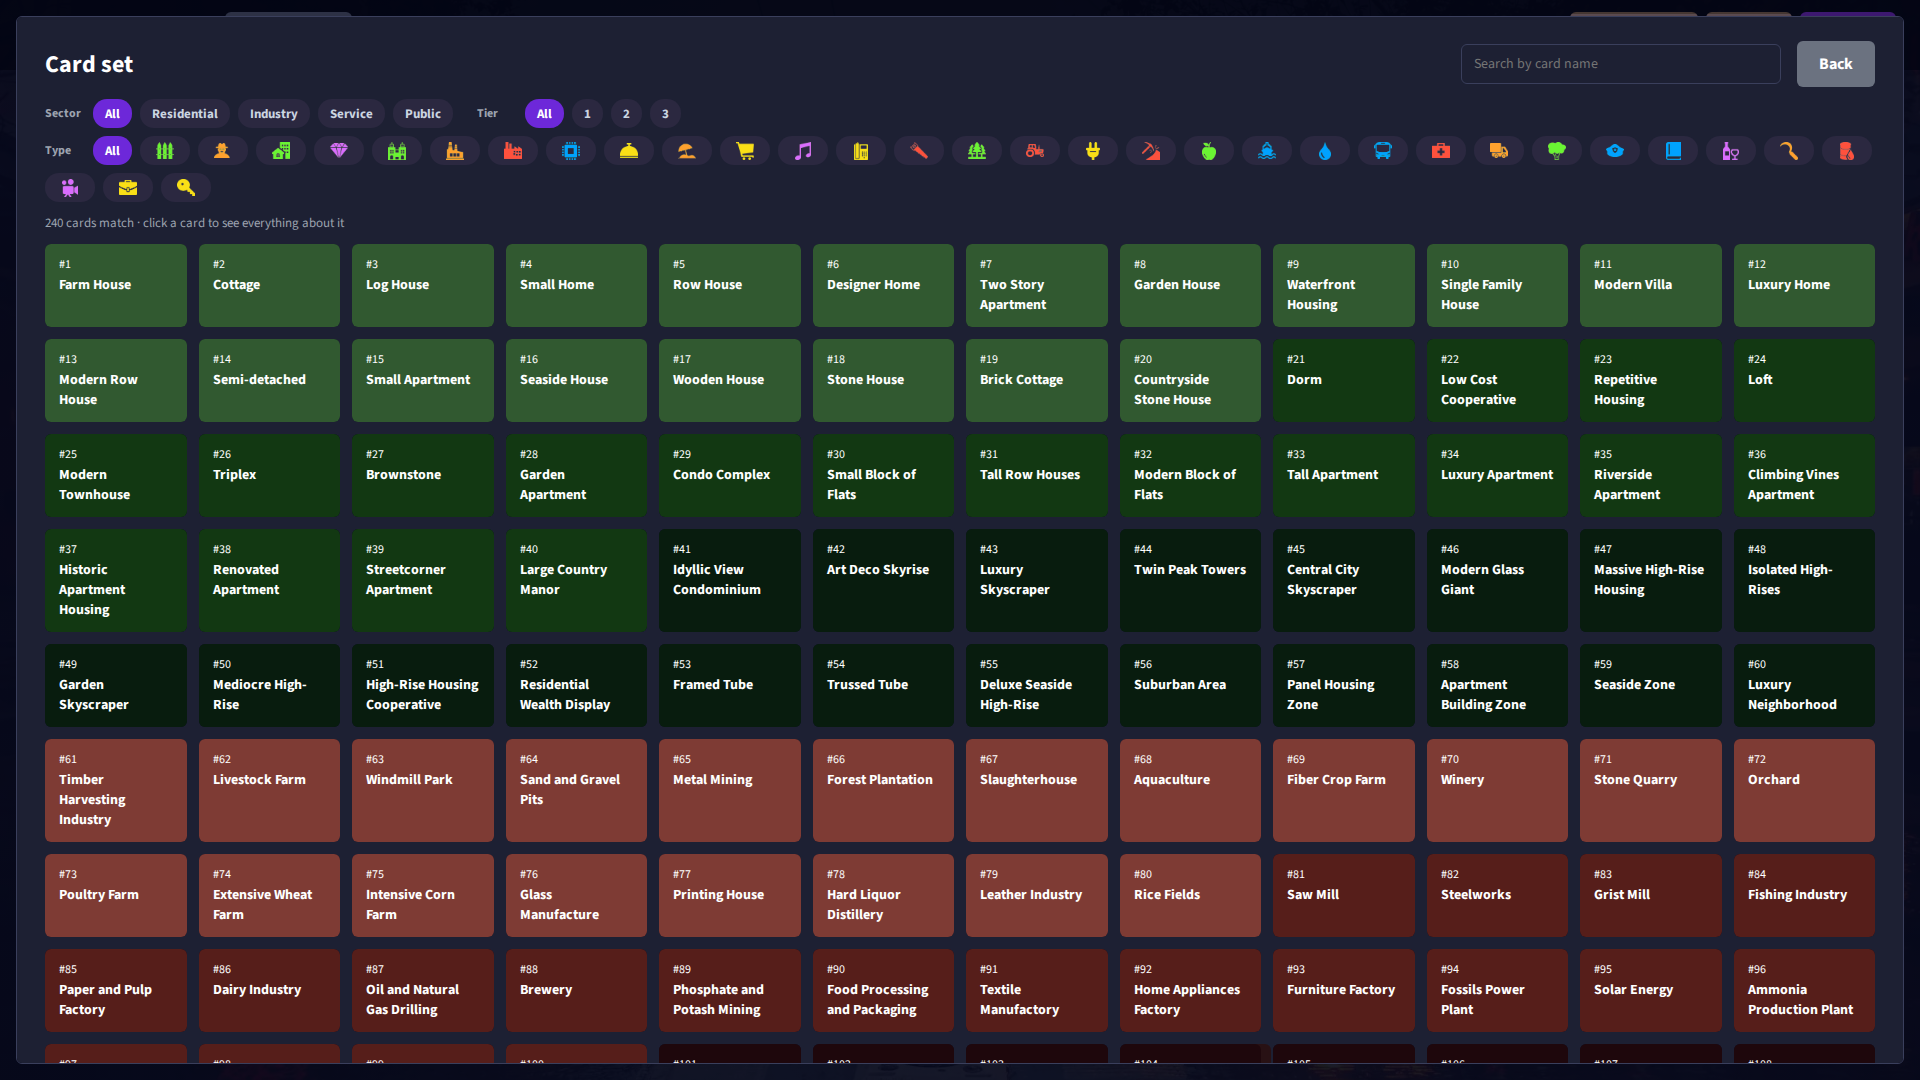 Card set
Search by card name
Back
Sector
All
Residential
Industry
Service
Public
Tier
All
1
2
3
Type
All
240 cards match · click a card to see everything about it
#1
Farm House
#2
Cottage
#3
Log House
#4
Small Home
#5
Row House
#6
Designer Home
#7
Two Story
Apartment
#8
Garden House
#9
Waterfront
Housing
#10
Single Family
House
#11
Modern Villa
#12
Luxury Home
#13
Modern Row
House
#14
Semi-detached
#15
Small Apartment
#16
Seaside House
#17
Wooden House
#18
Stone House
#19
Brick Cottage
#20
Countryside
Stone House
#21
Dorm
#22
Low Cost
Cooperative
#23
Repetitive
Housing
#24
Loft
#25
Modern
Townhouse
#26
Triplex
#27
Brownstone
#28
Garden
Apartment
#29
Condo Complex
#30
Small Block of
Flats
#31
Tall Row Houses
#32
Modern Block of
Flats
#33
Tall Apartment
#34
Luxury Apartment
#35
Riverside
Apartment
#36
Climbing Vines
Apartment
#37
Historic
Apartment
Housing
#38
Renovated
Apartment
#39
Streetcorner
Apartment
#40
Large Country
Manor
#41
Idyllic View
Condominium
#42
Art Deco Skyrise
#43
Luxury
Skyscraper
#44
Twin Peak Towers
#45
Central City
Skyscraper
#46
Modern Glass
Giant
#47
Massive High-Rise
Housing
#48
Isolated High-
Rises
#49
Garden
Skyscraper
#50
Mediocre High-
Rise
#51
High-Rise Housing
Cooperative
#52
Residential
Wealth Display
#53
Framed Tube
#54
Trussed Tube
#55
Deluxe Seaside
High-Rise
#56
Suburban Area
#57
Panel Housing
Zone
#58
Apartment
Building Zone
#59
Seaside Zone
#60
Luxury
Neighborhood
#61
Timber
Harvesting
Industry
#62
Livestock Farm
#63
Windmill Park
#64
Sand and Gravel
Pits
#65
Metal Mining
#66
Forest Plantation
#67
Slaughterhouse
#68
Aquaculture
#69
Fiber Crop Farm
#70
Winery
#71
Stone Quarry
#72
Orchard
#73
Poultry Farm
#74
Extensive Wheat
Farm
#75
Intensive Corn
Farm
#76
Glass
Manufacture
#77
Printing House
#78
Hard Liquor
Distillery
#79
Leather Industry
#80
Rice Fields
#81
Saw Mill
#82
Steelworks
#83
Grist Mill
#84
Fishing Industry
#85
Paper and Pulp
Factory
#86
Dairy Industry
#87
Oil and Natural
Gas Drilling
#88
Brewery
#89
Phosphate and
Potash Mining
#90
Food Processing
and Packaging
#91
Textile
Manufactory
#92
Home Appliances
Factory
#93
Furniture Factory
#94
Fossils Power
Plant
#95
Solar Energy
#96
Ammonia
Production Plant